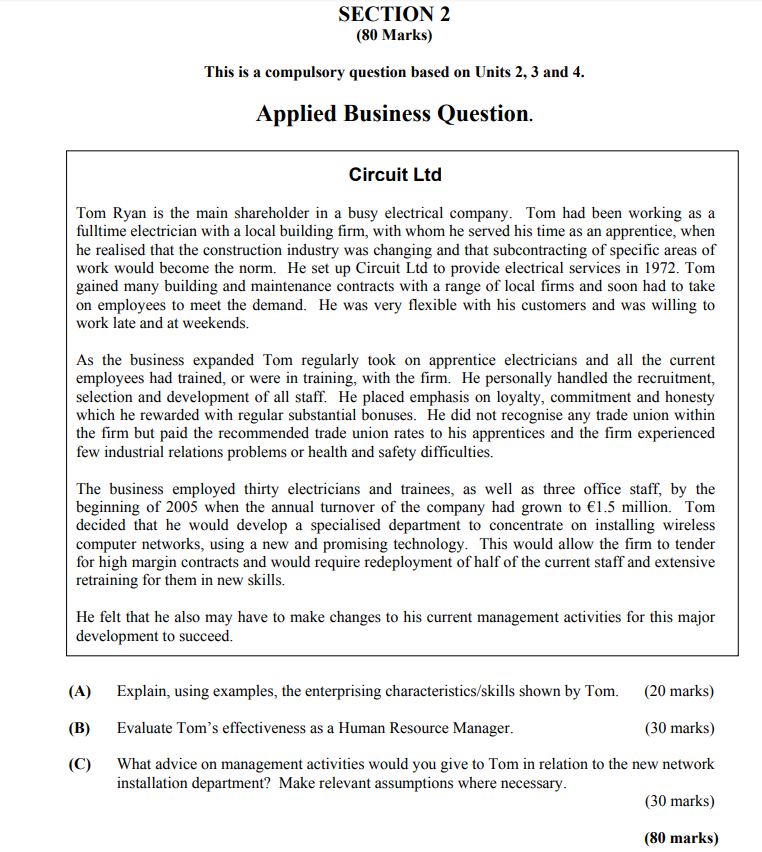 SECTION 2
(80 Marks)
This is a compulsory question based on Units 2, 3 and 4.
Applied Business Question.
Circuit Ltd
Tom Ryan is the main shareholder in a busy electrical company. Tom had been working as a
fulltime electrician with a local building firm, with whom he served his time as an apprentice, when
he realised that the construction industry was changing and that subcontracting of specific areas of
work would become the norm. He set up Circuit Ltd to provide electrical services in 1972. Tom
gained many building and maintenance contracts with a range of local firms and soon had to take
on employees to meet the demand. He was very flexible with his customers and was willing to
work late and at weekends.
As the business expanded Tom regularly took on apprentice electricians and all the current
employees had trained, or were in training, with the firm. He personally handled the recruitment,
selection and development of all staff. He placed emphasis on loyalty, commitment and honesty
which he rewarded with regular substantial bonuses. He did not recognise any trade union within
the firm but paid the recommended trade union rates to his apprentices and the firm experienced
few industrial relations problems or health and safety difficulties.
The business employed thirty electricians and trainees, as well as three office staff, by the
beginning of 2005 when the annual turnover of the company had grown to €1.5 million. Tom
decided that he would develop a specialised department to concentrate on installing wireless
computer networks, using a new and promising technology. This would allow the firm to tender
for high margin contracts and would require redeployment of half of the current staff and extensive
retraining for them in new skills.
He felt that he also may have to make changes to his current management activities for this major
development to succeed.
(A) Explain, using examples, the enterprising characteristics/skills shown by Tom. (20 marks)
(B) Evaluate Tom's effectiveness as a Human Resource Manager. (30 marks)
(C) What advice on management activities would you give to Tom in relation to the new network
installation department? Make relevant assumptions where necessary.
(30 marks)
(80 marks)